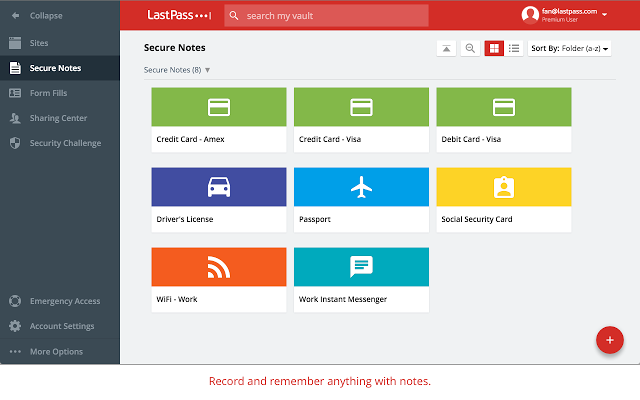 Collapse
Sites
Secure Notes
Form Fills
Sharing Center
Security Challenge
Emergency Access
Account Settings
More Options
LastPass
search my vault
fan@lastpass.com
Premium User
Secure Notes
Sort By: Folder (a-z)
Secure Notes (8)
Credit Card - Amex
Credit Card - Visa
Debit Card - Visa
Driver's License
Passport
Social Security Card
WiFi - Work
Work Instant Messenger
Record and remember anything with notes.